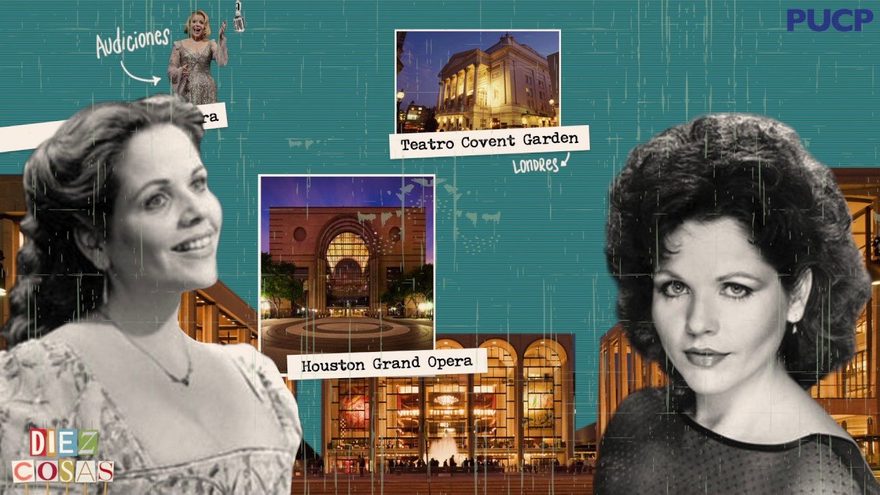 PUCP
Audiciones
ra
Teatro Covent Garden
LONDRES
Houston Grand Opera
DIEZ
COSAS